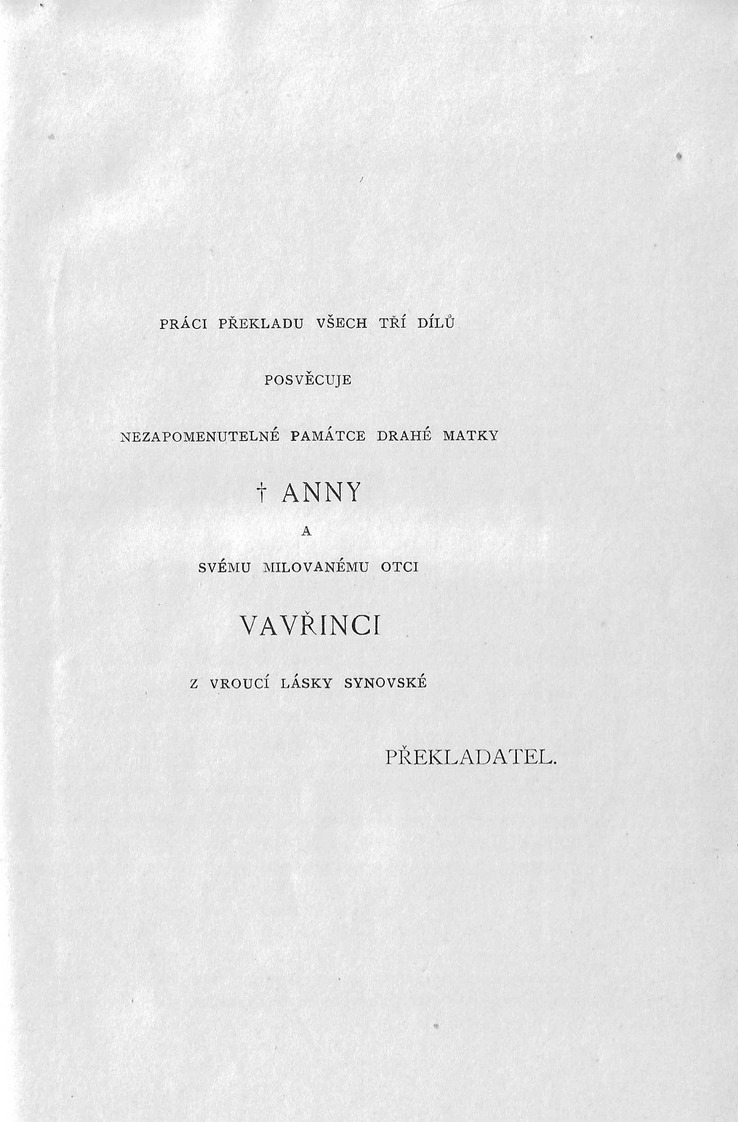 PRÁCI PŘEKLADU VŠECH TŘÍ DÍLŮ
POSVĚCUJE
NEZAPOMENUTELNÉ PAMÁTCE DRAHÉ MATKY
† ANNY
A
SVÉMU MILOVANÉMU OTCI
VAVŘINCI
Z VROUCÍ LÁSKY SYNOVSKÉ
PŘEKLADATEL.